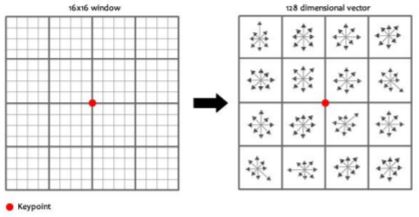 16x16 window
128 dimensional vector
Keypoint